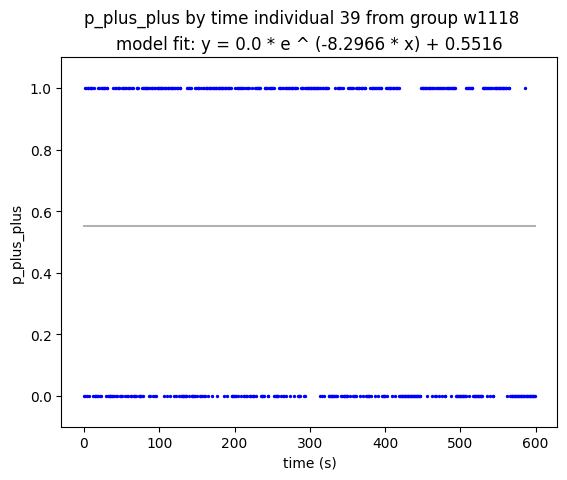 p_plus_plus by time individual 39 from group w1118
model fit: y = 0.0 * e ^ (-8.2966 * x) + 0.5516
1.0
0.8
0.6
0.4
0.2
0.0
p_plus_plus
0 100 200 300 400 500 600
time (s)